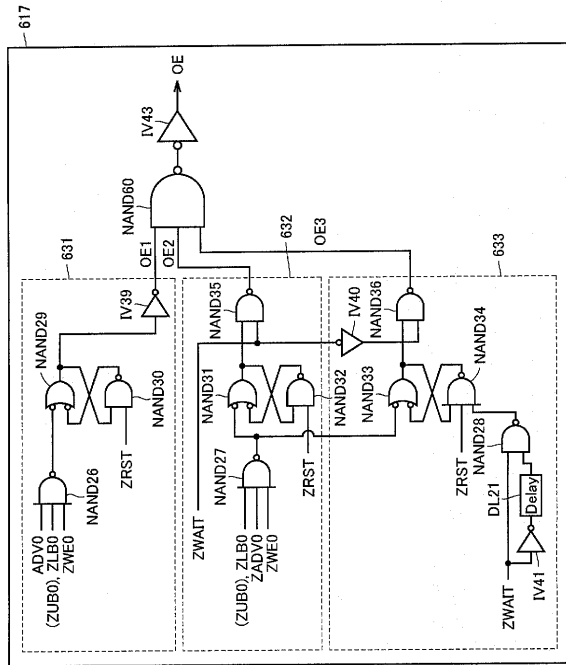 617
OE
IV43
NAND60
OE1
OE2
OE3
631
IV39
NAND29
NAND30
ZRST
NAND26
ADV0
(ZUB0), ZLB0
ZWE0
632
NAND35
NAND31
NAND32
ZRST
NAND27
ZWAIT
(ZUB0), ZLB0
ZADV0
ZWE0
633
IV40
NAND36
NAND33
NAND34
ZRST
NAND28
DL21
Delay
IV41
ZWAIT